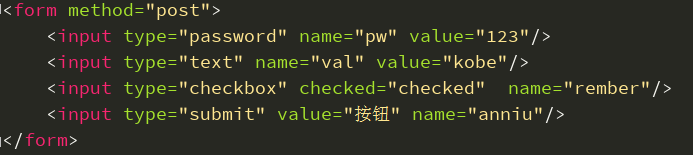 <form method="post">
<input type="password" name="pw" value="123"/>
<input type="text" name="val" value="kobe"/>
<input type="checkbox" checked="checked"  name="rember"/>
<input type="submit" value="按钮" name="anniu"/>
</form>